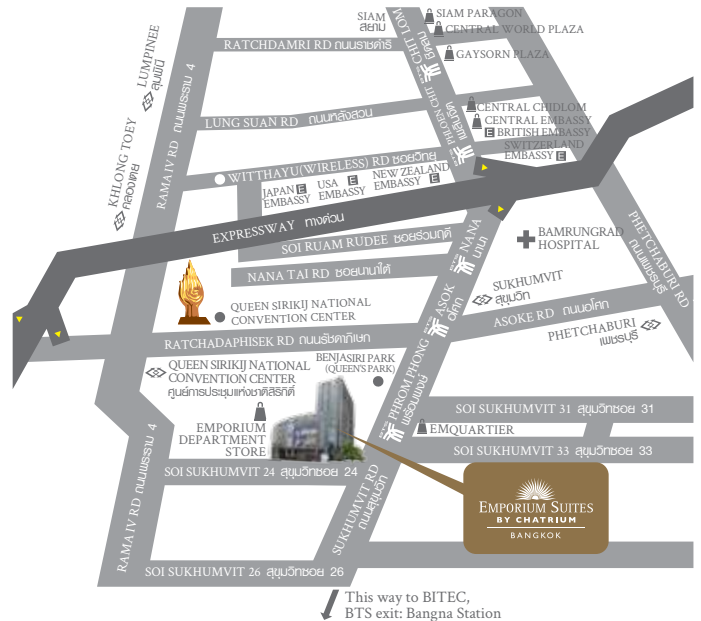 SIAM
สยาม
SIAM PARAGON
CENTRAL WORLD PLAZA
GAYSORN PLAZA
CHIT LOM
ชิดลม
RATCHDAMRI RD ถนนราชดำริ
LUMPINEE
ลุมพินี
RAMA IV RD ถนนพระราม 4
LUNG SUAN RD ถนนหลังสวน
PHLOEN CHIT
เพลินจิต
CENTRAL CHIDLOM
CENTRAL EMBASSY
E BRITISH EMBASSY
SWITZERLAND
EMBASSY E
KHLONG TOEY
คลองเตย
WITTHAYU(WIRELESS) RD ซอยวิทยุ
JAPAN E
EMBASSY
USA E
EMBASSY
NEW ZEALAND
EMBASSY E
EXPRESSWAY ทางด่วน
SOI RUAM RUDEE ซอยร่วมฤดี
NANA TAI RD ซอยนานาใต้
NANA
นานา
BAMRUNGRAD
HOSPITAL
PHETCHABURI RD
ถนนเพชรบุรี
SUKHUMVIT
สุขุมวิท
ASOK
อโศก
ASOKE RD ถนนอโศก
PHETCHABURI
เพชรบุรี
QUEEN SIRIKIJ NATIONAL
CONVENTION CENTER
RATCHADAPHISEK RD ถนนรัชดาภิเษก
QUEEN SIRIKIJ NATIONAL
CONVENTION CENTER
ศูนย์การประชุมแห่งชาติสิริกิติ์
BENJASIRI PARK
(QUEEN'S PARK)
PHROM PHONG
พร้อมพงษ์
EMPORIUM
DEPARTMENT
STORE
EMQUARTIER
SOI SUKHUMVIT 31 สุขุมวิทซอย 31
SOI SUKHUMVIT 33 สุขุมวิทซอย 33
SOI SUKHUMVIT 24 สุขุมวิทซอย 24
RAMA IV RD ถนนพระราม 4
SUKHUMVIT RD
ถนนสุขุมวิท
EMPORIUM SUITES
BY CHATRIUM
BANGKOK
SOI SUKHUMVIT 26 สุขุมวิทซอย 26
This way to BITEC,
BTS exit: Bangna Station